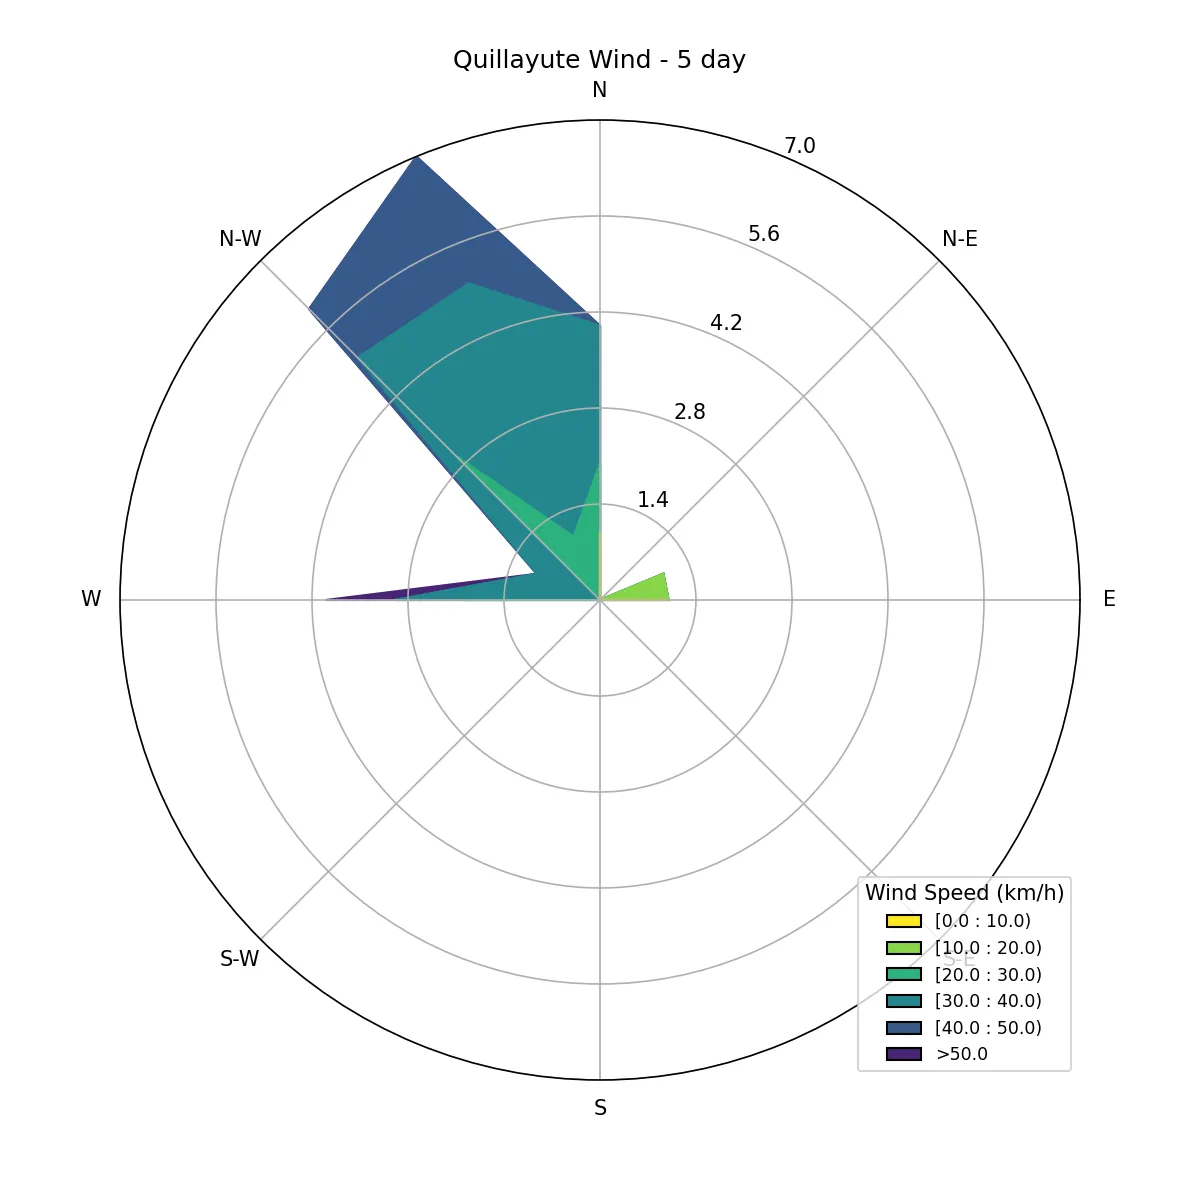 Quillayute Wind - 5 day
N
7.0
N-W
5.6
N-E
4.2
2.8
1.4
W
E
Wind Speed (km/h)
[0.0 : 10.0)
[10.0 : 20.0)
S-W
S-E
[20.0 : 30.0)
[30.0 : 40.0)
[40.0 : 50.0)
>50.0
S